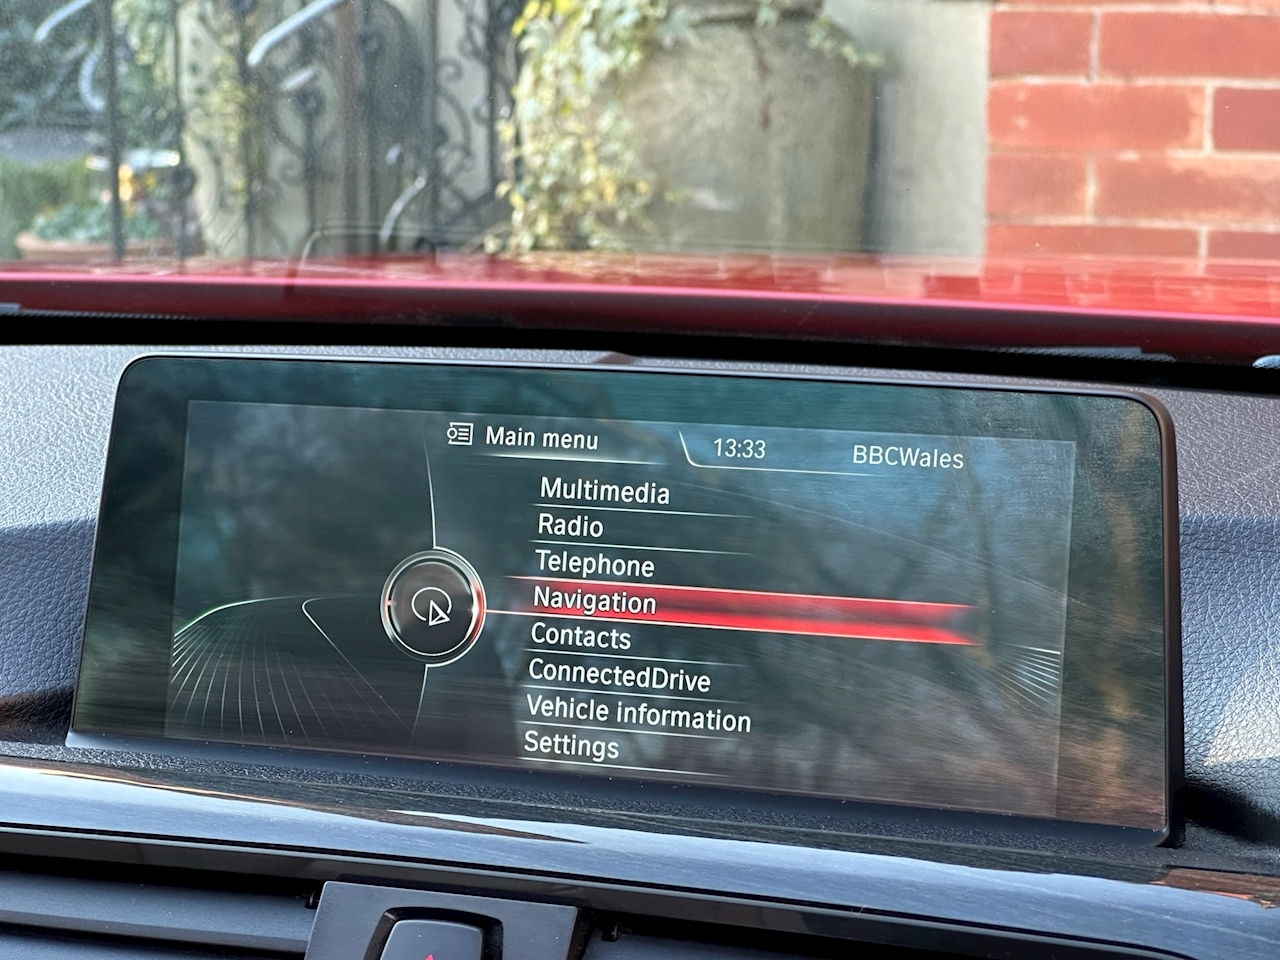 Main menu
13:33
BBCWales
Multimedia
Radio
Telephone
Navigation
Contacts
ConnectedDrive
Vehicle information
Settings